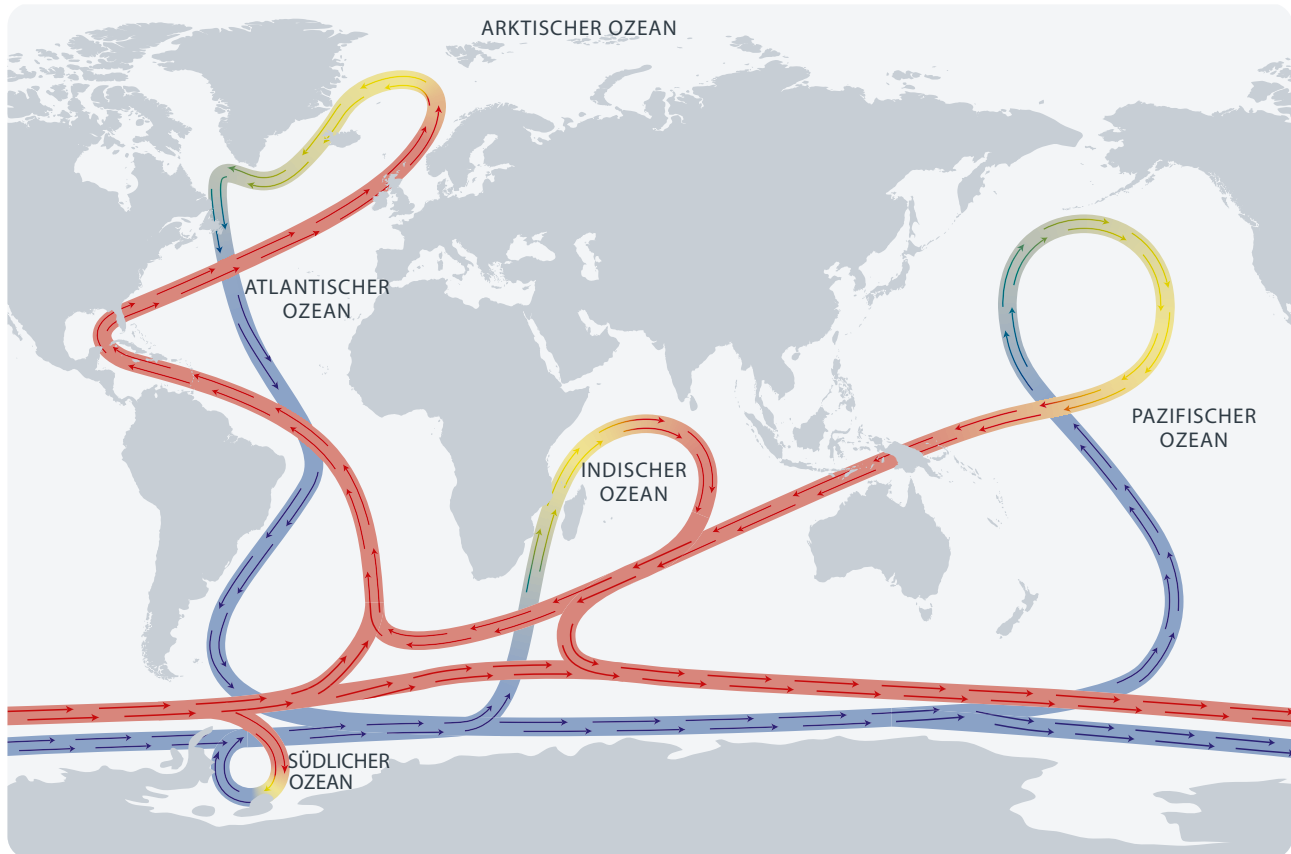 ARKTISCHER OZEAN
ATLANTISCHER
OZEAN
PAZIFISCHER
OZEAN
INDISCHER
OZEAN
SÜDLICHER
OZEAN